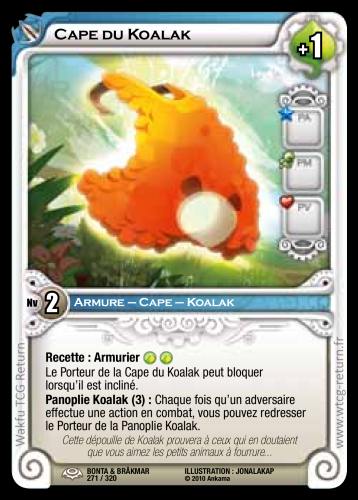 Cape du Koalak
+1
PA
PM
PV
Nv 2 Armure – Cape – Koalak
Recette : Armurier
Le Porteur de la Cape du Koalak peut bloquer
lorsqu'il est incliné.
Panoplie Koalak (3) : Chaque fois qu'un adversaire
effectue une action en combat, vous pouvez redresser
le Porteur de la Panoplie Koalak.
Cette dépouille de Koalak prouvera à ceux qui en doutaient
que vous aimez les petits animaux à fourrure...
Wakfu TCG Return
www.wtcg-return.fr
BONTA & BRÂKMAR
271 / 320
ILLUSTRATION : JONALAKAP
© 2010 Ankama